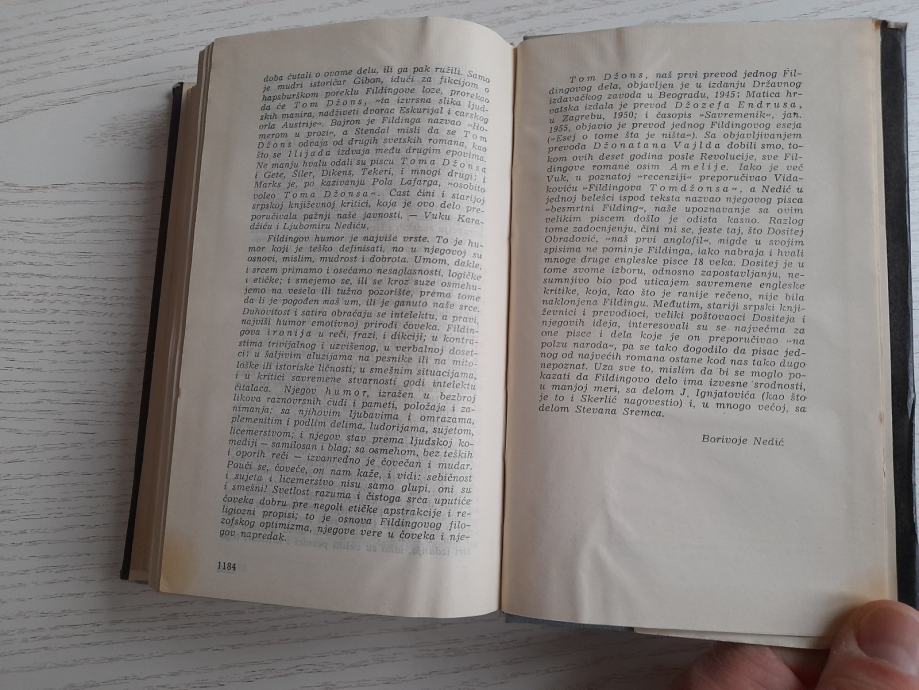 doba ćutali o ovome delu, ili ga pak ružili. Samo
je mudri istoričar Gibon, idući za fikcijom o
hapsburškom poreklu Fildingove loze, prorekao
da će Tom Džons, »ta izvrsna slika ljud-
skih manira, nadživeti dvorac Eskurijal i carskog
orla Austrije«. Bajron je Fildinga nazvao »Ho-
merom u prozi«, a Stendal misli da se Tom
Džons odvaja od drugih svetskih romana, kao
što se Ilijada izdvaja među drugim epovima.
Ne manju hvalu odali su piscu Toma Džonsa
i Gete, Šiler, Dikens, Tekeri, i mnogi drugi; i
Marks je, po kazivanju Pola Lafarga, »osobito
voleo Toma Džonsa«. Čast čini i starijoj
srpskoj književnoj kritici, koja je ovo delo pre-
poručivala pažnji naše javnosti, — Vuku Kara-
džiću i Ljubomiru Nediću,
Fildingov humor je najviše vrste. To je hu-
mor koji je teško definisati, no u njegovoj su
osnovi, mislim, mudrost i dobrota. Umom, dakle,
i srcem primamo i osećamo nesaglasnosti, logičke
i etičke; i smejemo se, ili se kroz suze osmehu-
jemo na veselo ili tužno pozorište, prema tome
da li je pogođen naš um, ili je ganuto naše srce.
Duhovitost i satira obraćaju se intelektu, a pravi,
najviši humor emotivnoj prirodi čoveka. Fildin-
gova ironija u reči, frazi, i dikciji; u kontra-
stima trivijalnog i uzvišenog, u verbalnoj doset-
ci; u šaljivim aluzijama na pesnike ili na mito-
loške ili istoriske ličnosti; u smešnim situacijama,
i u kritici savremene stvarnosti godi intelektu
čitalaca. Njegov humor, izražen u bezbroj
likova raznovrsnih ćudi i pameti, položaja i za-
nimanja; sa njihovim ljubavima i omrazama,
plemenitim i podlim delima, ludorijama, sujetom,
licemerstvom; i njegov stav prema ljudskoj ko-
mediji — samilosan i blag, sa osmehom, bez teških
i oporih reči — izvanredno je čovečan i mudar.
Pouči se, čoveče, on nam kaže, i vidi: sebičnost
i sujeta i licemerstvo nisu samo glupi, oni su
i smešni! Svetlost razuma i čistoga srca uputiće
čoveka dobru pre negoli etičke apstrakcije i re-
ligiozni propisi; to je osnova Fildingovog filo-
zofskog optimizma, njegove vere u čoveka i nje-
gov napredak.
1184
Tom Džons, naš prvi prevod jednog Fil-
dingovog dela, objavljen je u izdanju Državnog
izdavačkog zavoda u Beogradu, 1945; Matica hr-
vatska izdala je prevod Džozefa Endrusa,
u Zagrebu, 1950; i časopis »Savremenik«, jan.
1955, objavio je prevod jednog Fildingovog eseja
(»Esej o tome šta je ništa«). Sa objavljivanjem
prevoda Džonatana Vajlda dobili smo, to-
kom ovih deset godina posle Revolucije, sve Fil-
dingove romane osim Amelije. Iako je već
Vuk, u poznatoj »recenziji« preporučivao Vida-
koviću »Fildingova Tomdžonsa«, a Nedić u
jednoj belešci ispod teksta nazvao njegovog pisca
»besmrtni Filding«, naše upoznavanje sa ovim
velikim piscem došlo je odista kasno. Razlog
tome zadocnjenju, čini mi se, jeste taj, što Dositej
Obradović, »naš prvi anglofil«, nigde u svojim
spisima ne pominje Fildinga, iako nabraja i hvali
mnoge druge engleske pisce 18 veka. Dositej je u
tome svome izboru, odnosno zapostavljanju, ne-
sumnjivo bio pod uticajem savremene engleske
kritike, koja, kao što je ranije rečeno, nije bila
naklonjena Fildingu. Međutim, stariji srpski knji-
ževnici i prevodioci, veliki poštovaoci Dositeja i
njegovih ideja, interesovali su se najvećma za
one pisce i dela koje je on preporučivao »na
polzu naroda«, pa se tako dogodilo da pisac jed-
nog od najvećih romana ostane kod nas tako dugo
nepoznat. Uza sve to, mislim da bi se moglo po-
kazati da Fildingovo delo ima izvesne srodnosti,
u manjoj meri, sa delom J. Ignjatovića (kao što
je to i Skerlić nagovestio) i, u mnogo većoj, sa
delom Stevana Sremca.
Borivoje Nedić